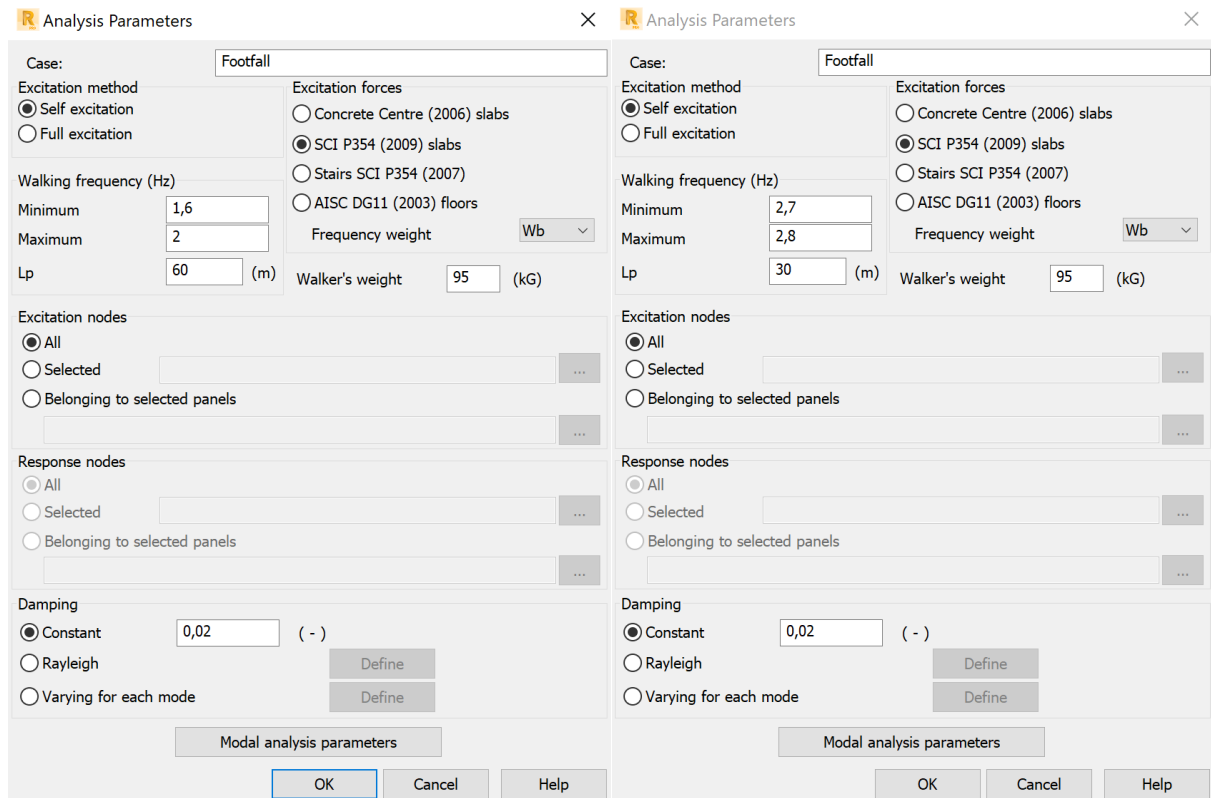 Analysis Parameters
Case: Footfall
Excitation method
Self excitation
Full excitation
Excitation forces
Concrete Centre (2006) slabs
SCI P354 (2009) slabs
Stairs SCI P354 (2007)
AISC DG11 (2003) floors
Frequency weight Wb
Walking frequency (Hz)
Minimum 1,6
Maximum 2
Lp 60 (m)
Walker's weight 95 (kG)
Excitation nodes
All
Selected ...
Belonging to selected panels
...
Response nodes
All
Selected ...
Belonging to selected panels
...
Damping
Constant 0,02 ( - )
Rayleigh Define
Varying for each mode Define
Modal analysis parameters
OK Cancel Help
Analysis Parameters
Case: Footfall
Excitation method
Self excitation
Full excitation
Excitation forces
Concrete Centre (2006) slabs
SCI P354 (2009) slabs
Stairs SCI P354 (2007)
AISC DG11 (2003) floors
Frequency weight Wb
Walking frequency (Hz)
Minimum 2,7
Maximum 2,8
Lp 30 (m)
Walker's weight 95 (kG)
Excitation nodes
All
Selected ...
Belonging to selected panels
...
Response nodes
All
Selected ...
Belonging to selected panels
...
Damping
Constant 0,02 ( - )
Rayleigh Define
Varying for each mode Define
Modal analysis parameters
OK Cancel Help